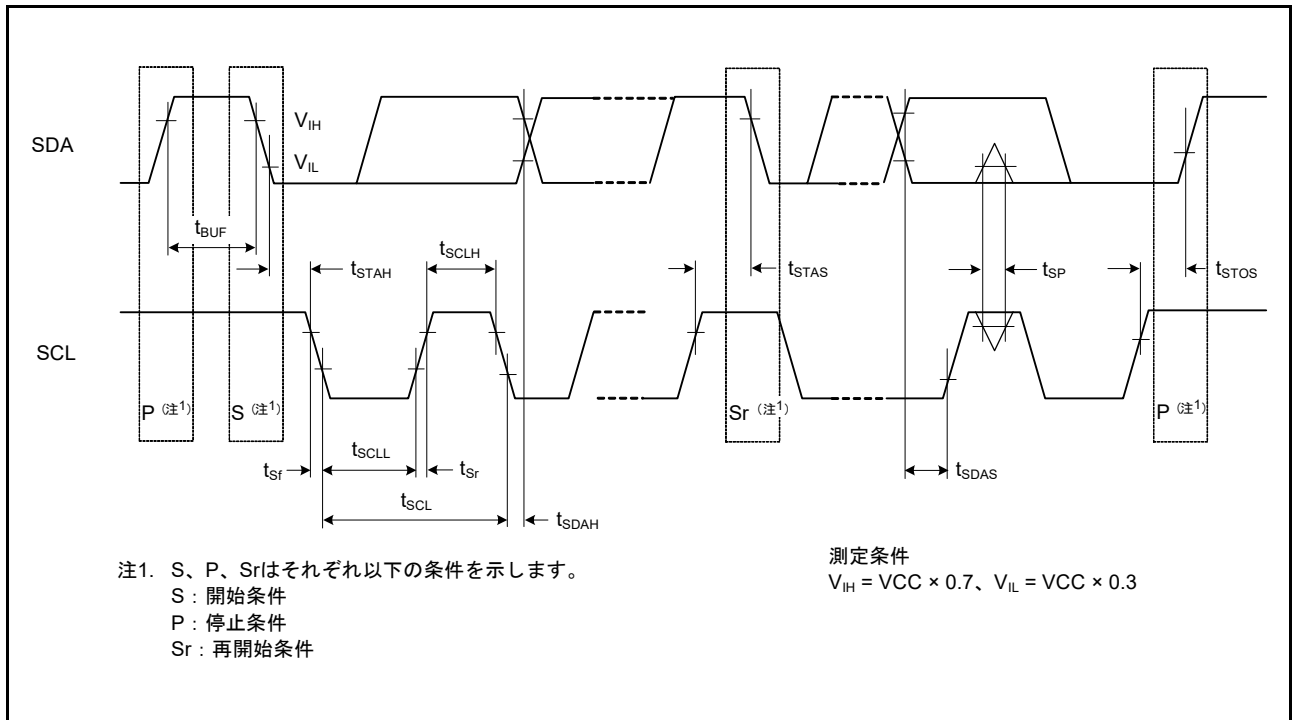 SDA
V_IH
V_IL
t_BUF
t_STAH
t_SCLH
t_STAS
t_SP
t_STOS
SCL
P（注1）
S（注1）
Sr（注1）
P（注1）
t_Sf
t_SCLL
t_Sr
t_SDAS
t_SCL
t_SDAH
注1. S、P、Srはそれぞれ以下の条件を示します。
S：開始条件
P：停止条件
Sr：再開始条件
測定条件
V_IH = VCC × 0.7、V_IL = VCC × 0.3